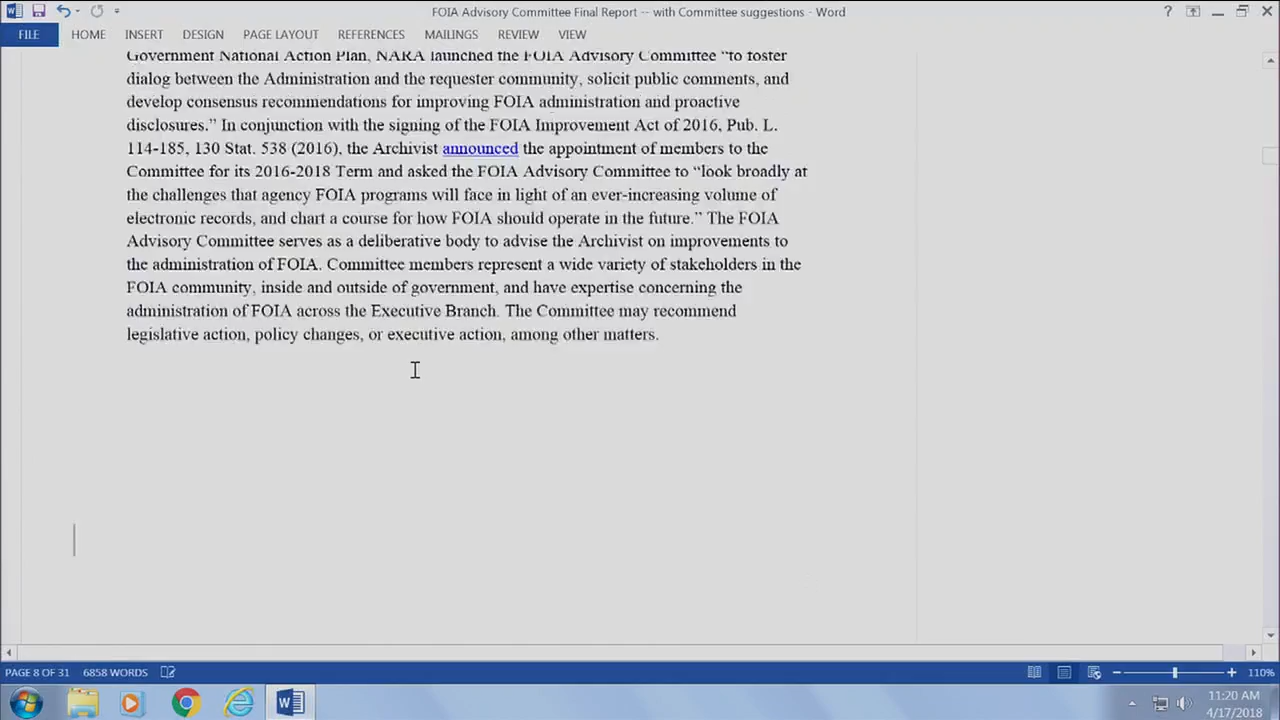 FOIA Advisory Committee Final Report -- with Committee suggestions - Word
?
FILE HOME INSERT DESIGN PAGE LAYOUT REFERENCES MAILINGS REVIEW VIEW
Government National Action Plan, NARA launched the FOIA Advisory Committee “to foster
dialog between the Administration and the requester community, solicit public comments, and
develop consensus recommendations for improving FOIA administration and proactive
disclosures.” In conjunction with the signing of the FOIA Improvement Act of 2016, Pub. L.
114-185, 130 Stat. 538 (2016), the Archivist announced the appointment of members to the
Committee for its 2016-2018 Term and asked the FOIA Advisory Committee to “look broadly at
the challenges that agency FOIA programs will face in light of an ever-increasing volume of
electronic records, and chart a course for how FOIA should operate in the future.” The FOIA
Advisory Committee serves as a deliberative body to advise the Archivist on improvements to
the administration of FOIA. Committee members represent a wide variety of stakeholders in the
FOIA community, inside and outside of government, and have expertise concerning the
administration of FOIA across the Executive Branch. The Committee may recommend
legislative action, policy changes, or executive action, among other matters.
PAGE 8 OF 31 6858 WORDS 110%
11:20 AM
4/17/2018